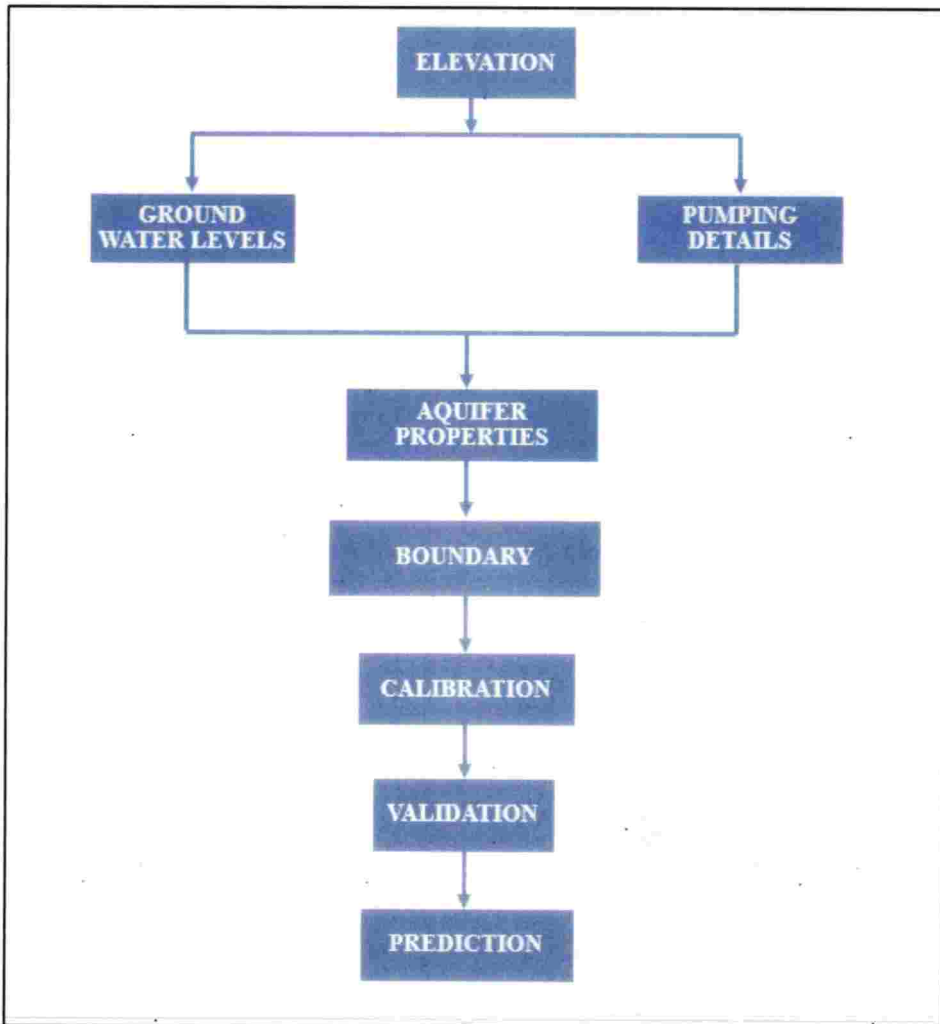 ELEVATION
GROUND
WATER LEVELS
PUMPING
DETAILS
AQUIFER
PROPERTIES
BOUNDARY
CALIBRATION
VALIDATION
PREDICTION